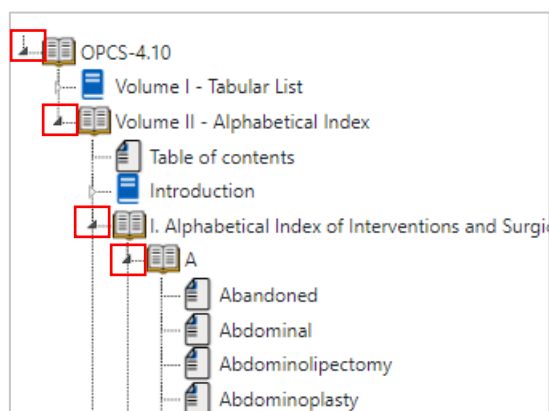 OPCS-4.10
Volume I - Tabular List
Volume II - Alphabetical Index
Table of contents
Introduction
I. Alphabetical Index of Interventions and
A
Abandoned
Abdominal
Abdominolipectomy
Abdominoplasty